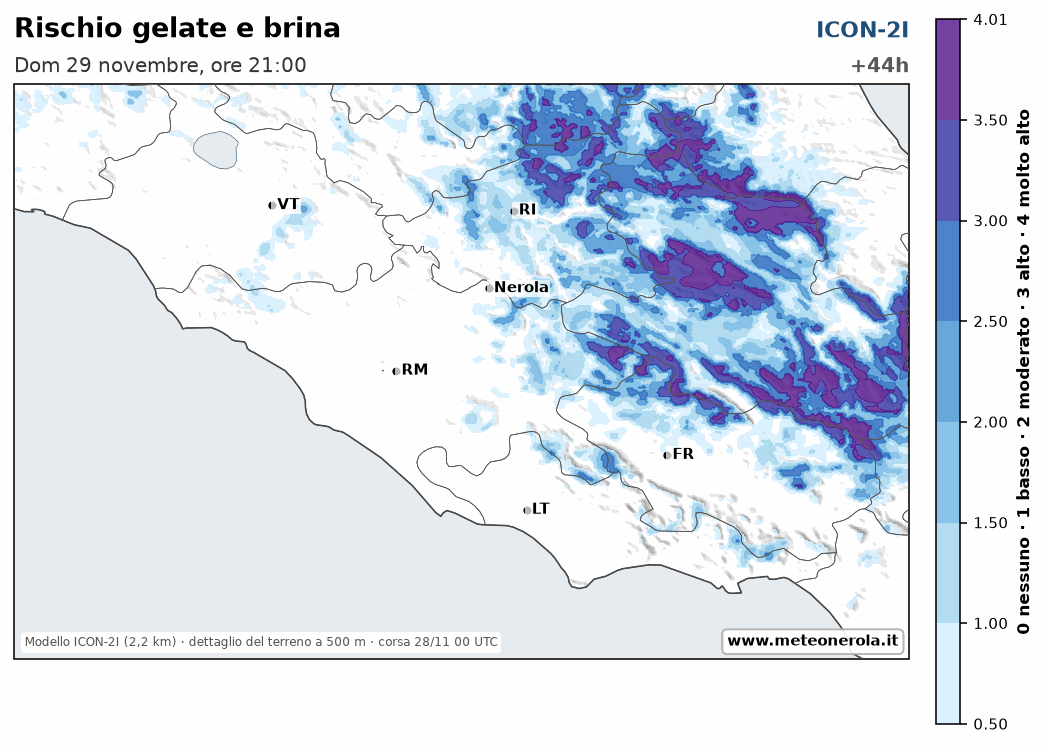 Rischio gelate e brina
ICON-2I
Dom 29 novembre, ore 21:00
+44h
VT
RI
Nerola
RM
FR
LT
Modello ICON-2I (2,2 km) · dettaglio del terreno a 500 m · corsa 28/11 00 UTC
www.meteonerola.it
4.01
3.50
3.00
2.50
2.00
1.50
1.00
0.50
0 nessuno · 1 basso · 2 moderato · 3 alto · 4 molto alto